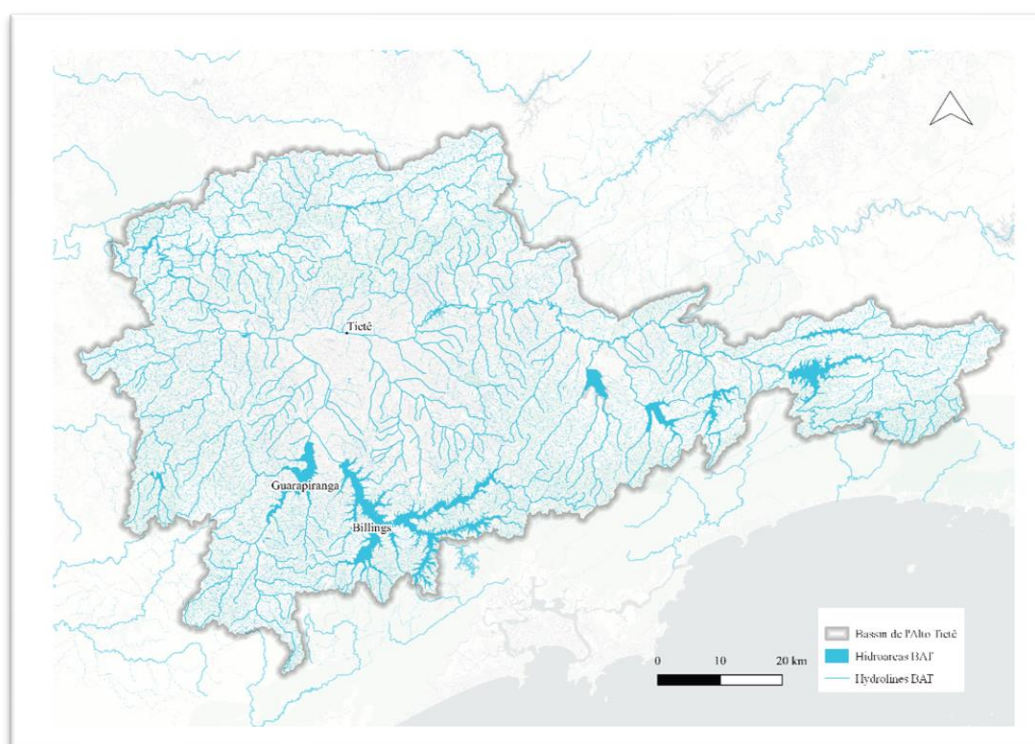 Tietê
Guarapiranga
Billings
Bassin de l'Alto Tietê
Hidroareas BAT
Hydrolines BAT
0 10 20 km